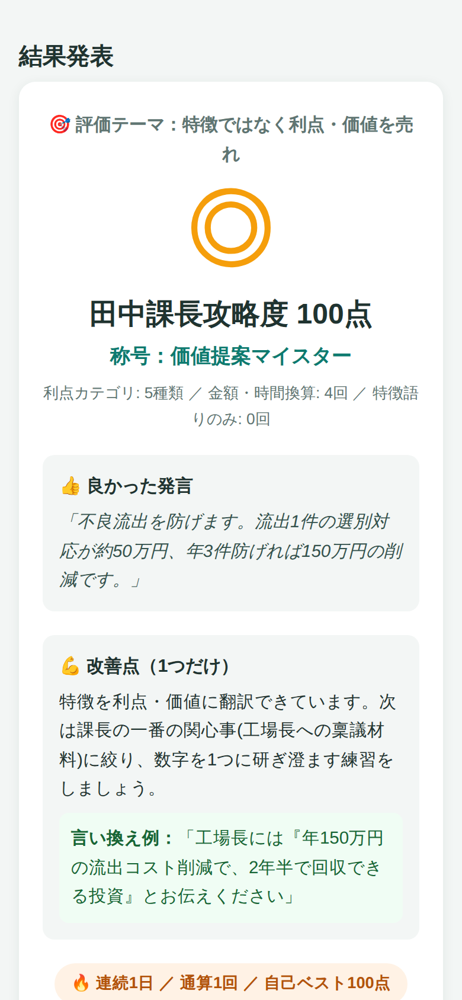 結果発表
🎯 評価テーマ：特徴ではなく利点・価値を売
れ
◎
田中課長攻略度 100点
称号：価値提案マイスター
利点カテゴリ: 5種類 ／ 金額・時間換算: 4回 ／ 特徴語
りのみ: 0回
👍 良かった発言
「不良流出を防げます。流出1件の選別対
応が約50万円、年3件防げれば150万円の削
減です。」
💪 改善点（1つだけ）
特徴を利点・価値に翻訳できています。次
は課長の一番の関心事(工場長への稟議材
料)に絞り、数字を1つに研ぎ澄ます練習を
しましょう。
言い換え例：「工場長には『年150万円
の流出コスト削減で、2年半で回収でき
る投資』とお伝えください」
🔥 連続1日 ／ 通算1回 ／ 自己ベスト100点